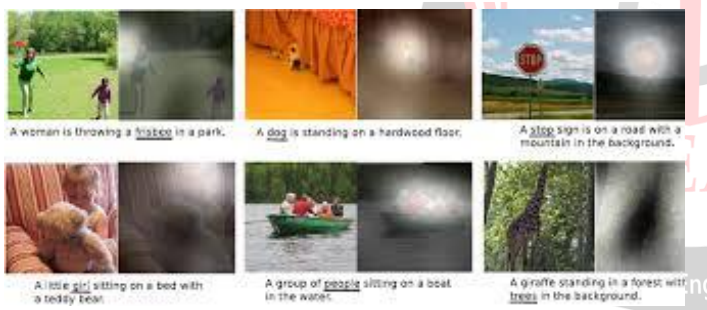 A woman is throwing a frisbee in a park.
A dog is standing on a hardwood floor.
A stop sign is on a road with a
mountain in the background.
STOP
A little girl sitting on a bed with
a teddy bear.
A group of people sitting on a boat
in the water.
A giraffe standing in a forest with
trees in the background.